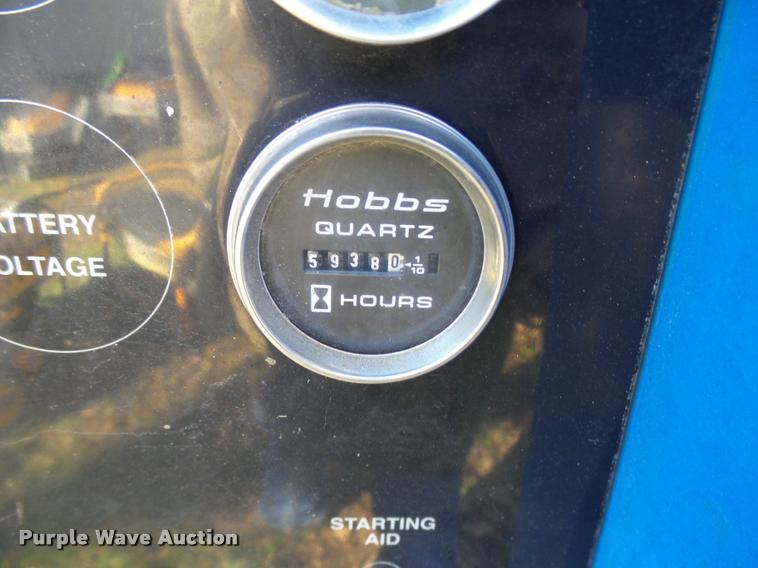 Hobbs
QUARTZ
59380 1/10
HOURS
ATTERY
OLTAGE
STARTING
AID
Purple Wave Auction®